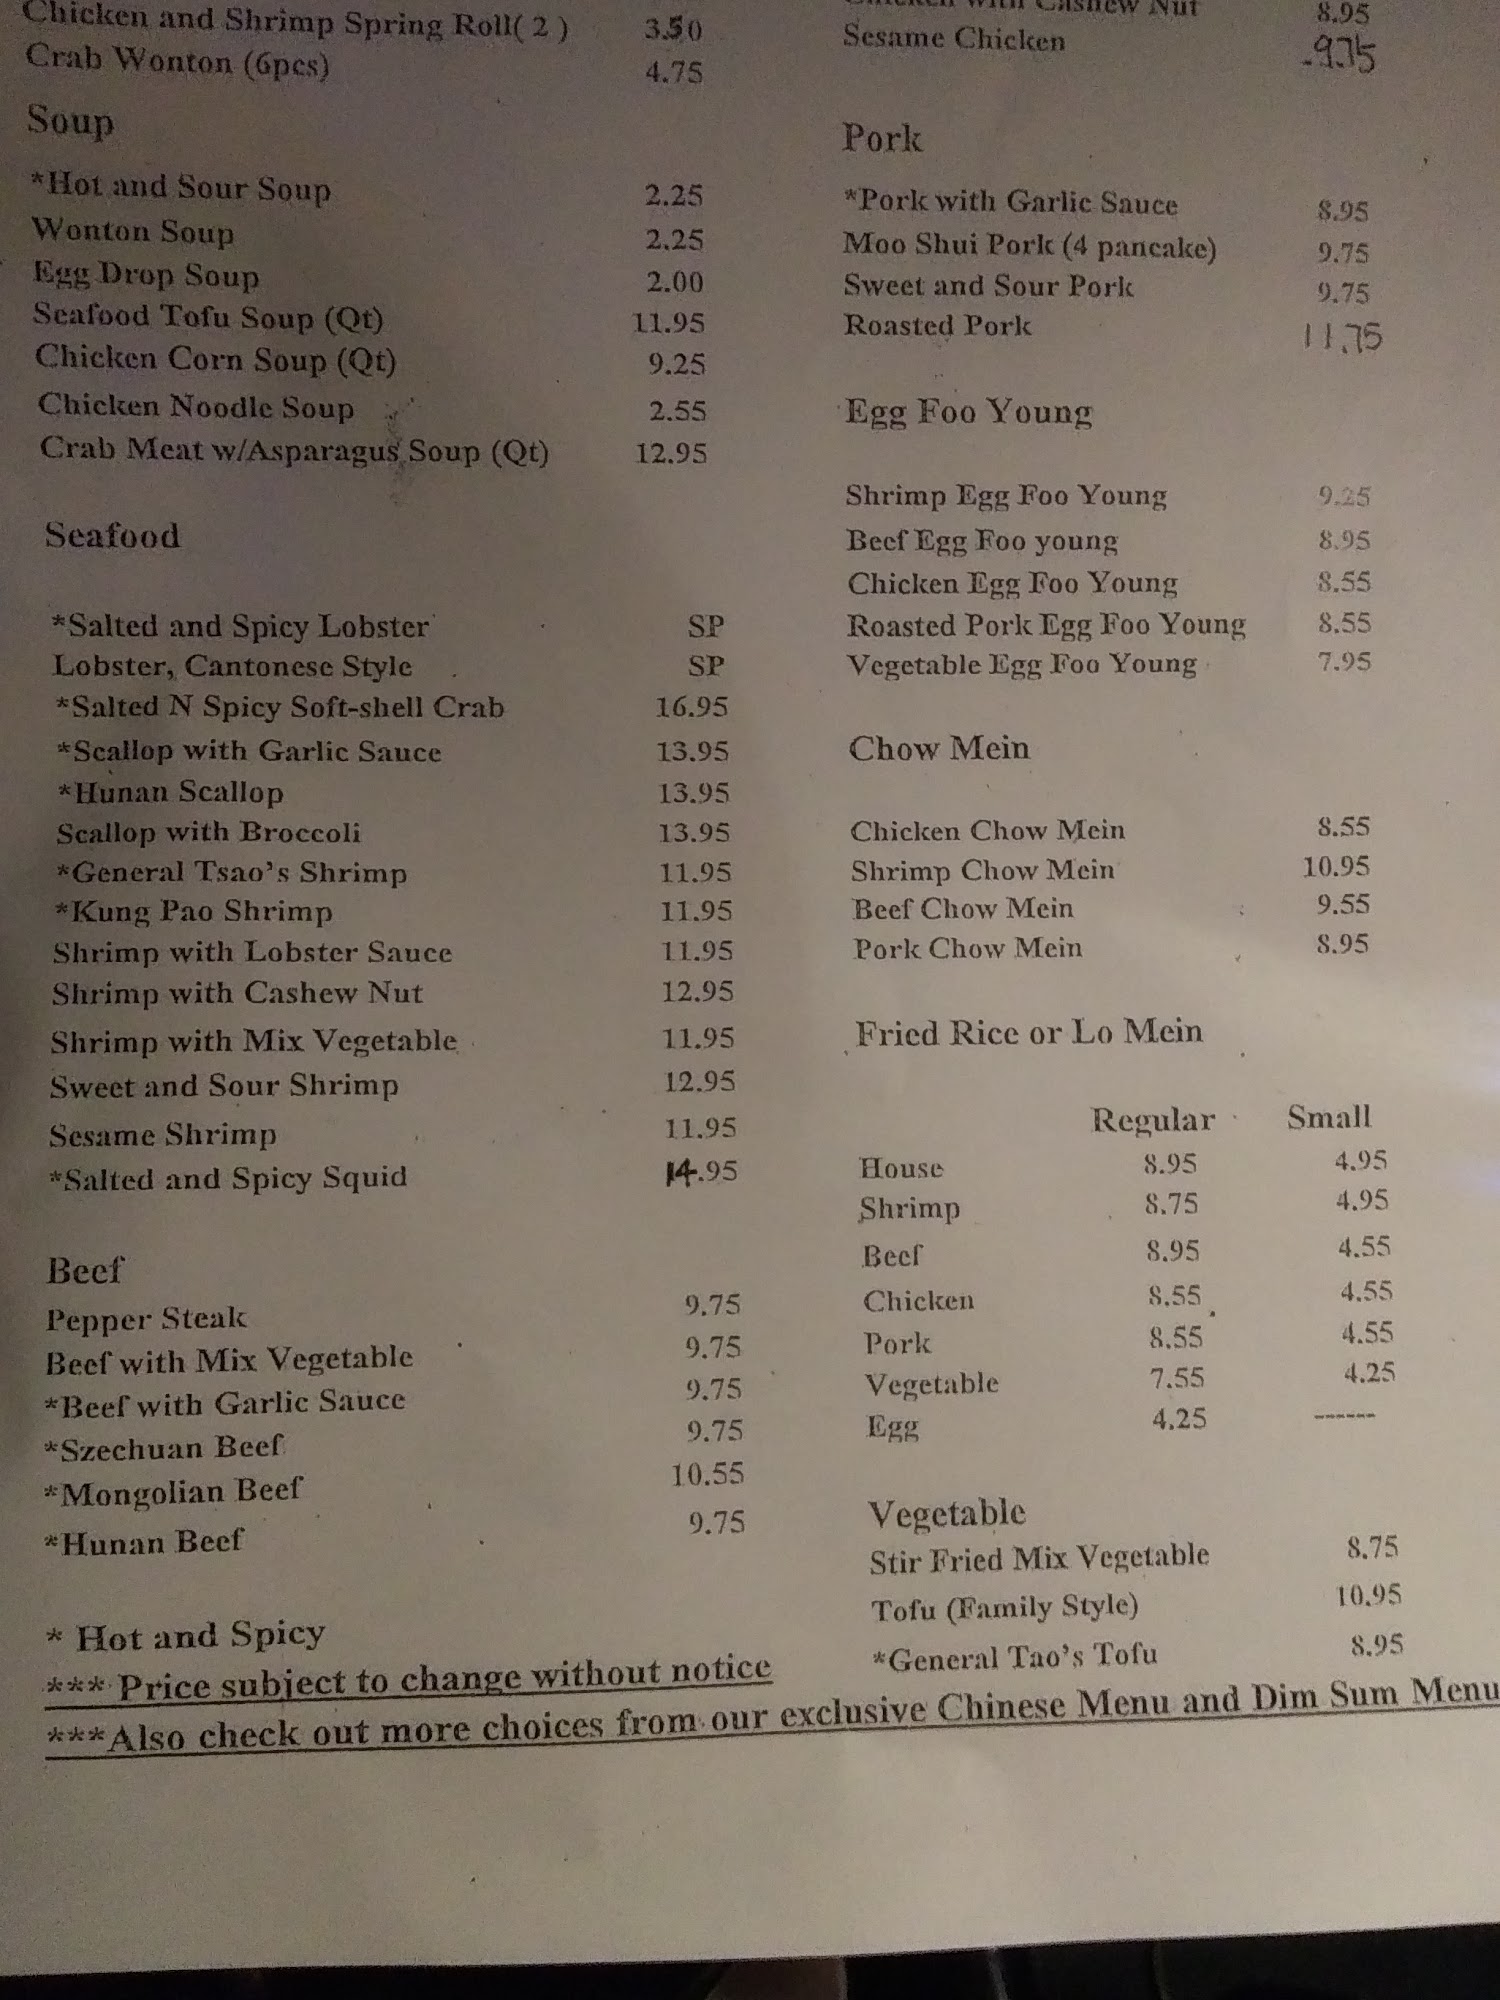 Chicken and Shrimp Spring Roll( 2 ) 3.50
Crab Wonton (6pcs) 4.75
Soup
*Hot and Sour Soup 2.25
Wonton Soup 2.25
Egg Drop Soup 2.00
Seafood Tofu Soup (Qt) 11.95
Chicken Corn Soup (Qt) 9.25
Chicken Noodle Soup 2.55
Crab Meat w/Asparagus Soup (Qt) 12.95
Seafood
*Salted and Spicy Lobster SP
Lobster, Cantonese Style SP
*Salted N Spicy Soft-shell Crab 16.95
*Scallop with Garlic Sauce 13.95
*Hunan Scallop 13.95
Scallop with Broccoli 13.95
*General Tsao's Shrimp 11.95
*Kung Pao Shrimp 11.95
Shrimp with Lobster Sauce 11.95
Shrimp with Cashew Nut 12.95
Shrimp with Mix Vegetable 11.95
Sweet and Sour Shrimp 12.95
Sesame Shrimp 11.95
*Salted and Spicy Squid 14.95
Beef
Pepper Steak 9.75
Beef with Mix Vegetable 9.75
*Beef with Garlic Sauce 9.75
*Szechuan Beef 9.75
*Mongolian Beef 10.55
*Hunan Beef 9.75
Chicken with Cashew Nut 8.95
Sesame Chicken 9.75
Pork
*Pork with Garlic Sauce 8.95
Moo Shui Pork (4 pancake) 9.75
Sweet and Sour Pork 9.75
Roasted Pork 11.75
Egg Foo Young
Shrimp Egg Foo Young 9.25
Beef Egg Foo young 8.95
Chicken Egg Foo Young 8.55
Roasted Pork Egg Foo Young 8.55
Vegetable Egg Foo Young 7.95
Chow Mein
Chicken Chow Mein 8.55
Shrimp Chow Mein 10.95
Beef Chow Mein 9.55
Pork Chow Mein 8.95
Fried Rice or Lo Mein
Regular Small
House 8.95 4.95
Shrimp 8.75 4.95
Beef 8.95 4.55
Chicken 8.55 4.55
Pork 8.55 4.55
Vegetable 7.55 4.25
Egg 4.25 ------
Vegetable
Stir Fried Mix Vegetable 8.75
Tofu (Family Style) 10.95
*General Tao's Tofu 8.95
* Hot and Spicy
*** Price subject to change without notice
***Also check out more choices from our exclusive Chinese Menu and Dim Sum Menu